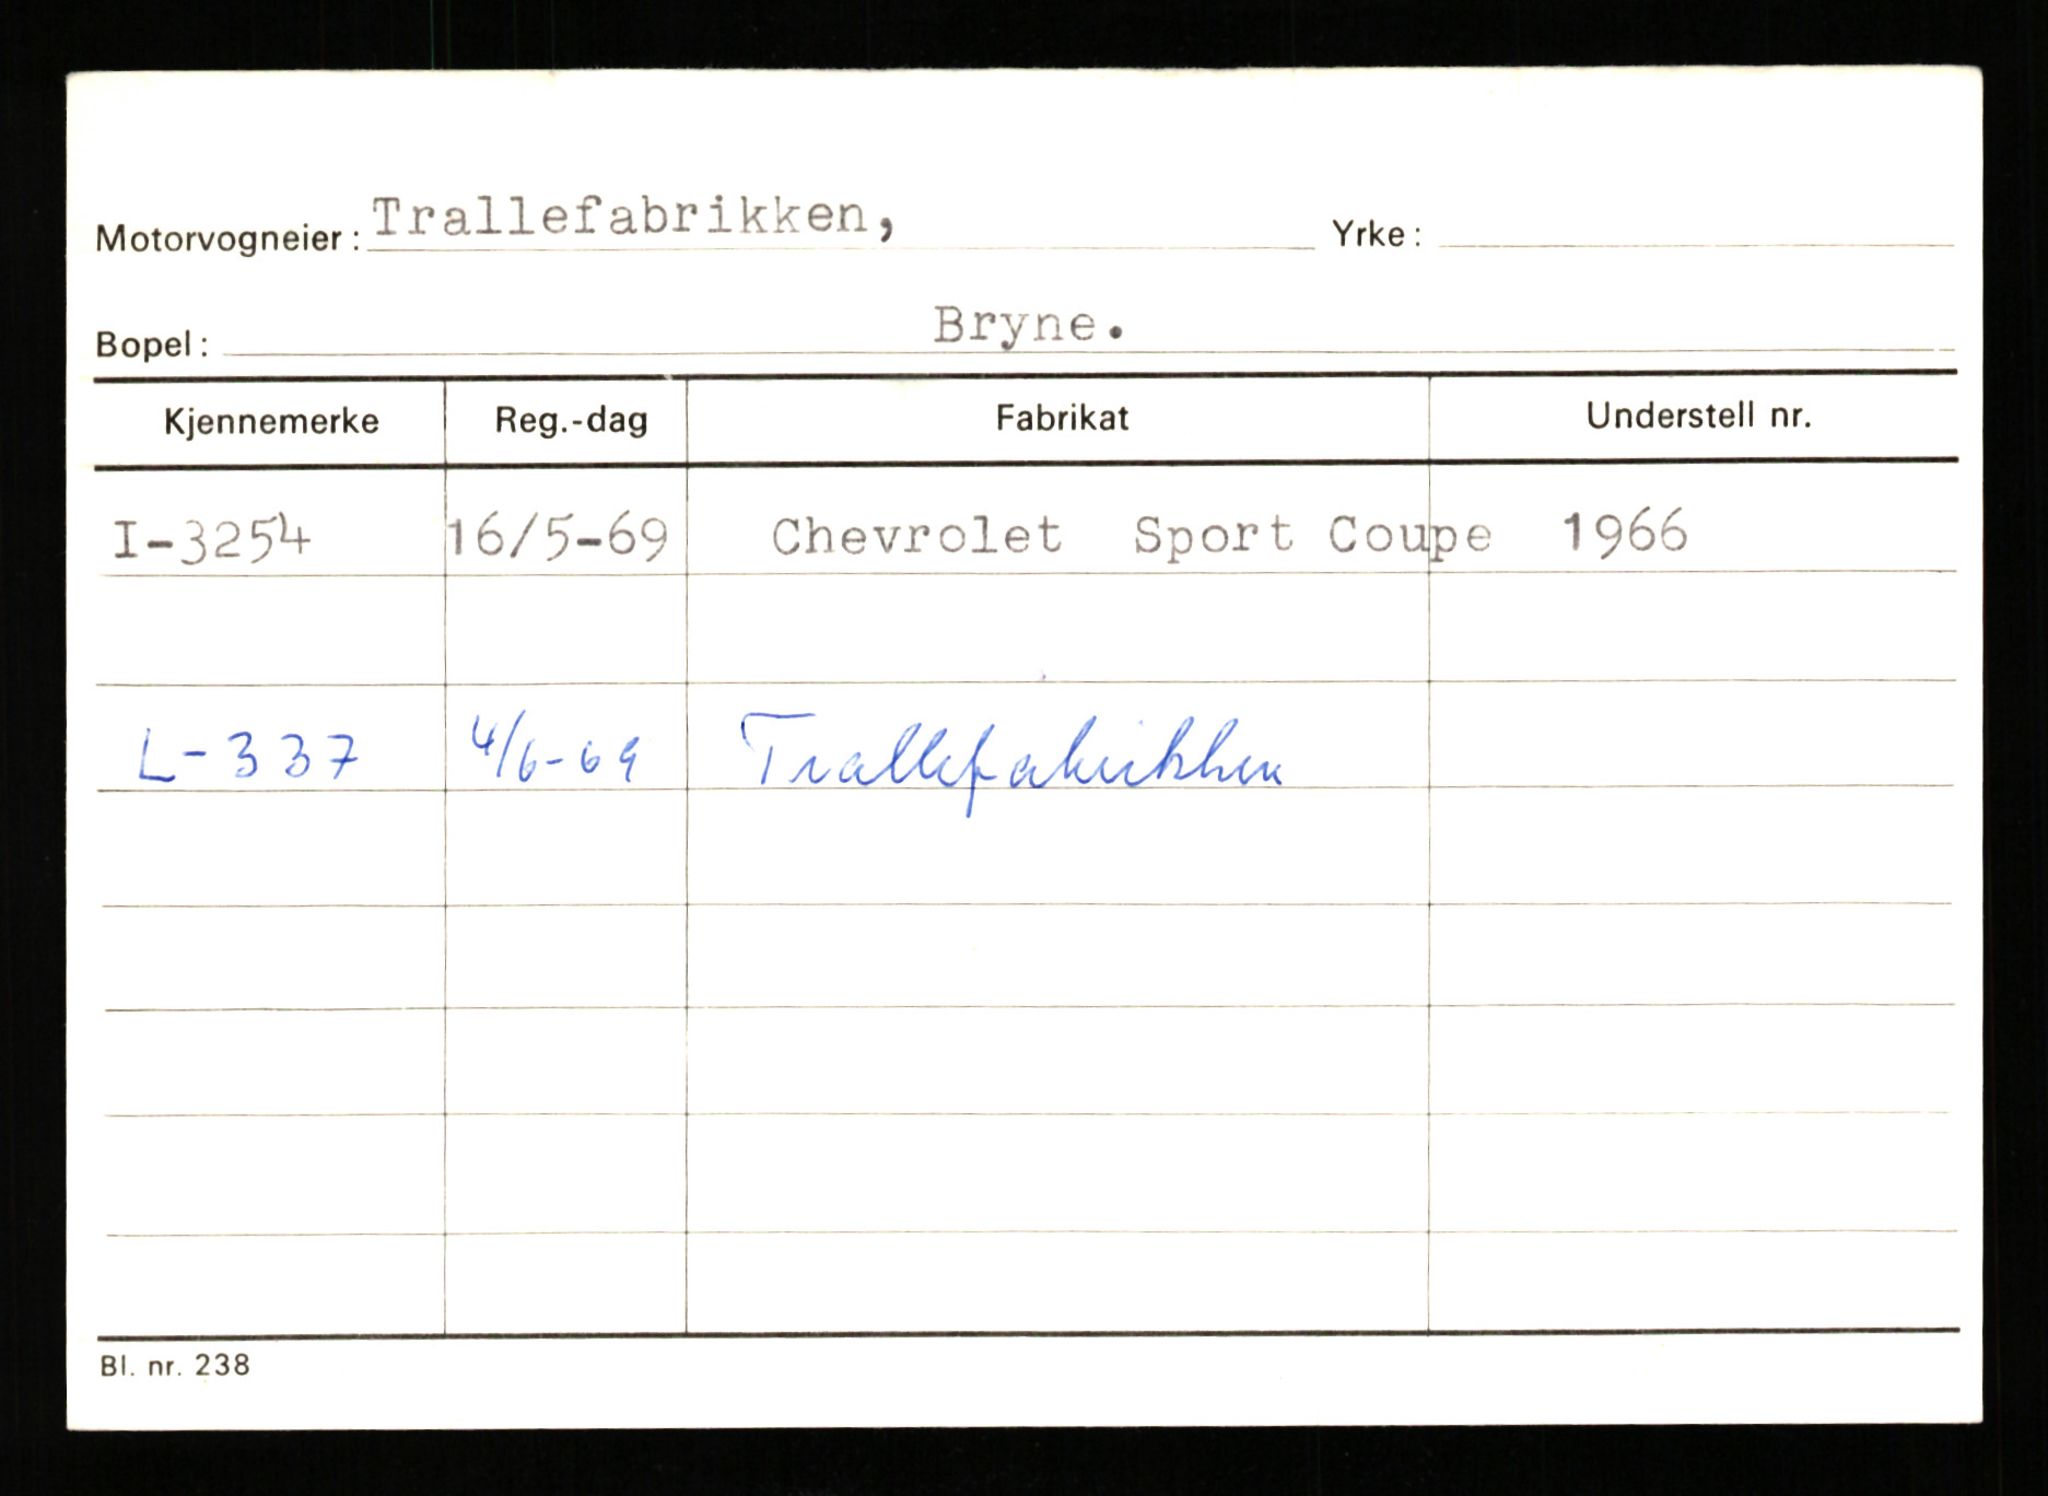 Motorvogneier: Trallefabrikken, Yrke:
Bopel: Bryne.
Kjennemerke Reg.-dag Fabrikat Understell nr.
I-3254 16/5-69 Chevrolet Sport Coupe 1966
L-337 4/6-69 Trallefabrikken
Bl. nr. 238